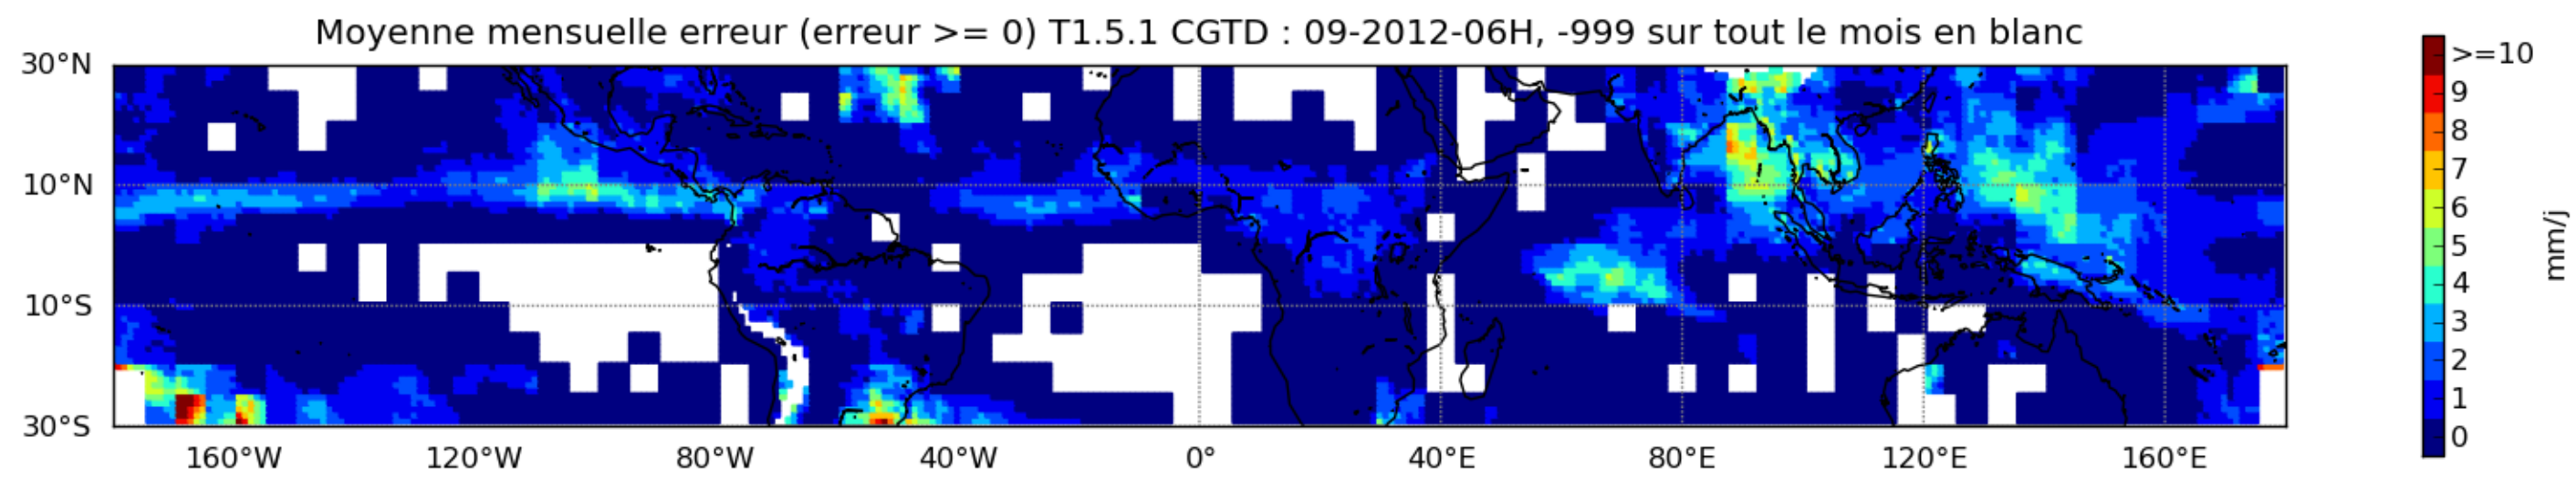 Moyenne mensuelle erreur (erreur >= 0) T1.5.1 CGTD : 09-2012-06H, -999 sur tout le mois en blanc
30°N
10°N
10°S
30°S
160°W 120°W 80°W 40°W 0° 40°E 80°E 120°E 160°E
>=10
9
8
7
6
5
4
3
2
1
0
mm/j